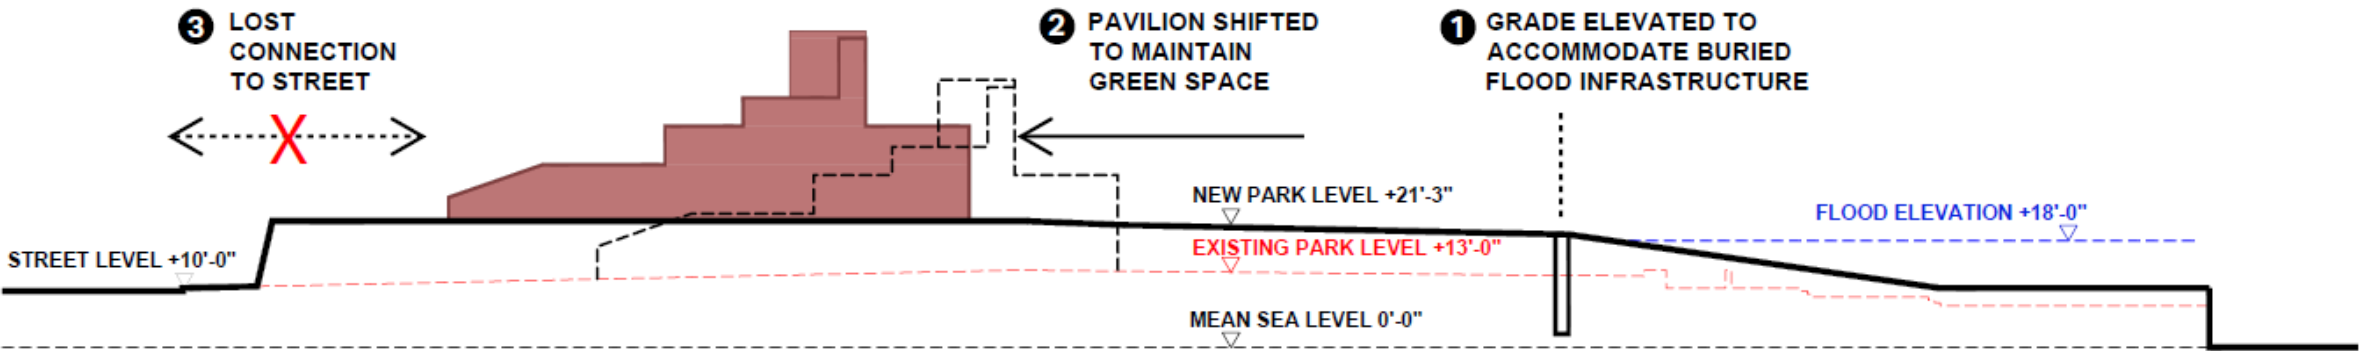 3 LOST
CONNECTION
TO STREET
X
2 PAVILION SHIFTED
TO MAINTAIN
GREEN SPACE
1 GRADE ELEVATED TO
ACCOMMODATE BURIED
FLOOD INFRASTRUCTURE
NEW PARK LEVEL +21'-3"
FLOOD ELEVATION +18'-0"
EXISTING PARK LEVEL +13'-0"
STREET LEVEL +10'-0"
MEAN SEA LEVEL 0'-0"